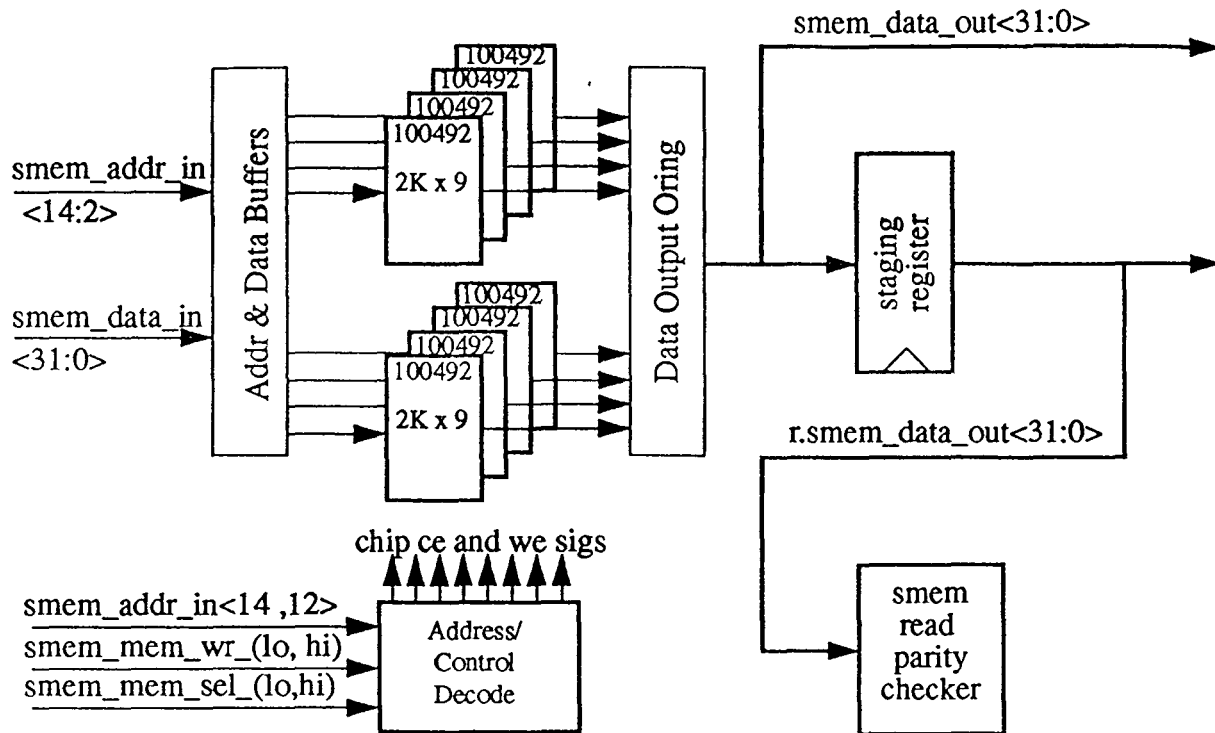 smem_data_out<31:0>
100492
100492
100492
100492
2K x 9
smem_addr_in
<14:2>
Addr & Data Buffers
Data Output Oring
staging
register
smem_data_in
<31:0>
100492
100492
100492
100492
2K x 9
r.smem_data_out<31:0>
chip ce and we sigs
smem_addr_in<14 ,12>
smem_mem_wr_(lo, hi)
smem_mem_sel_(lo,hi)
Address/
Control
Decode
smem
read
parity
checker